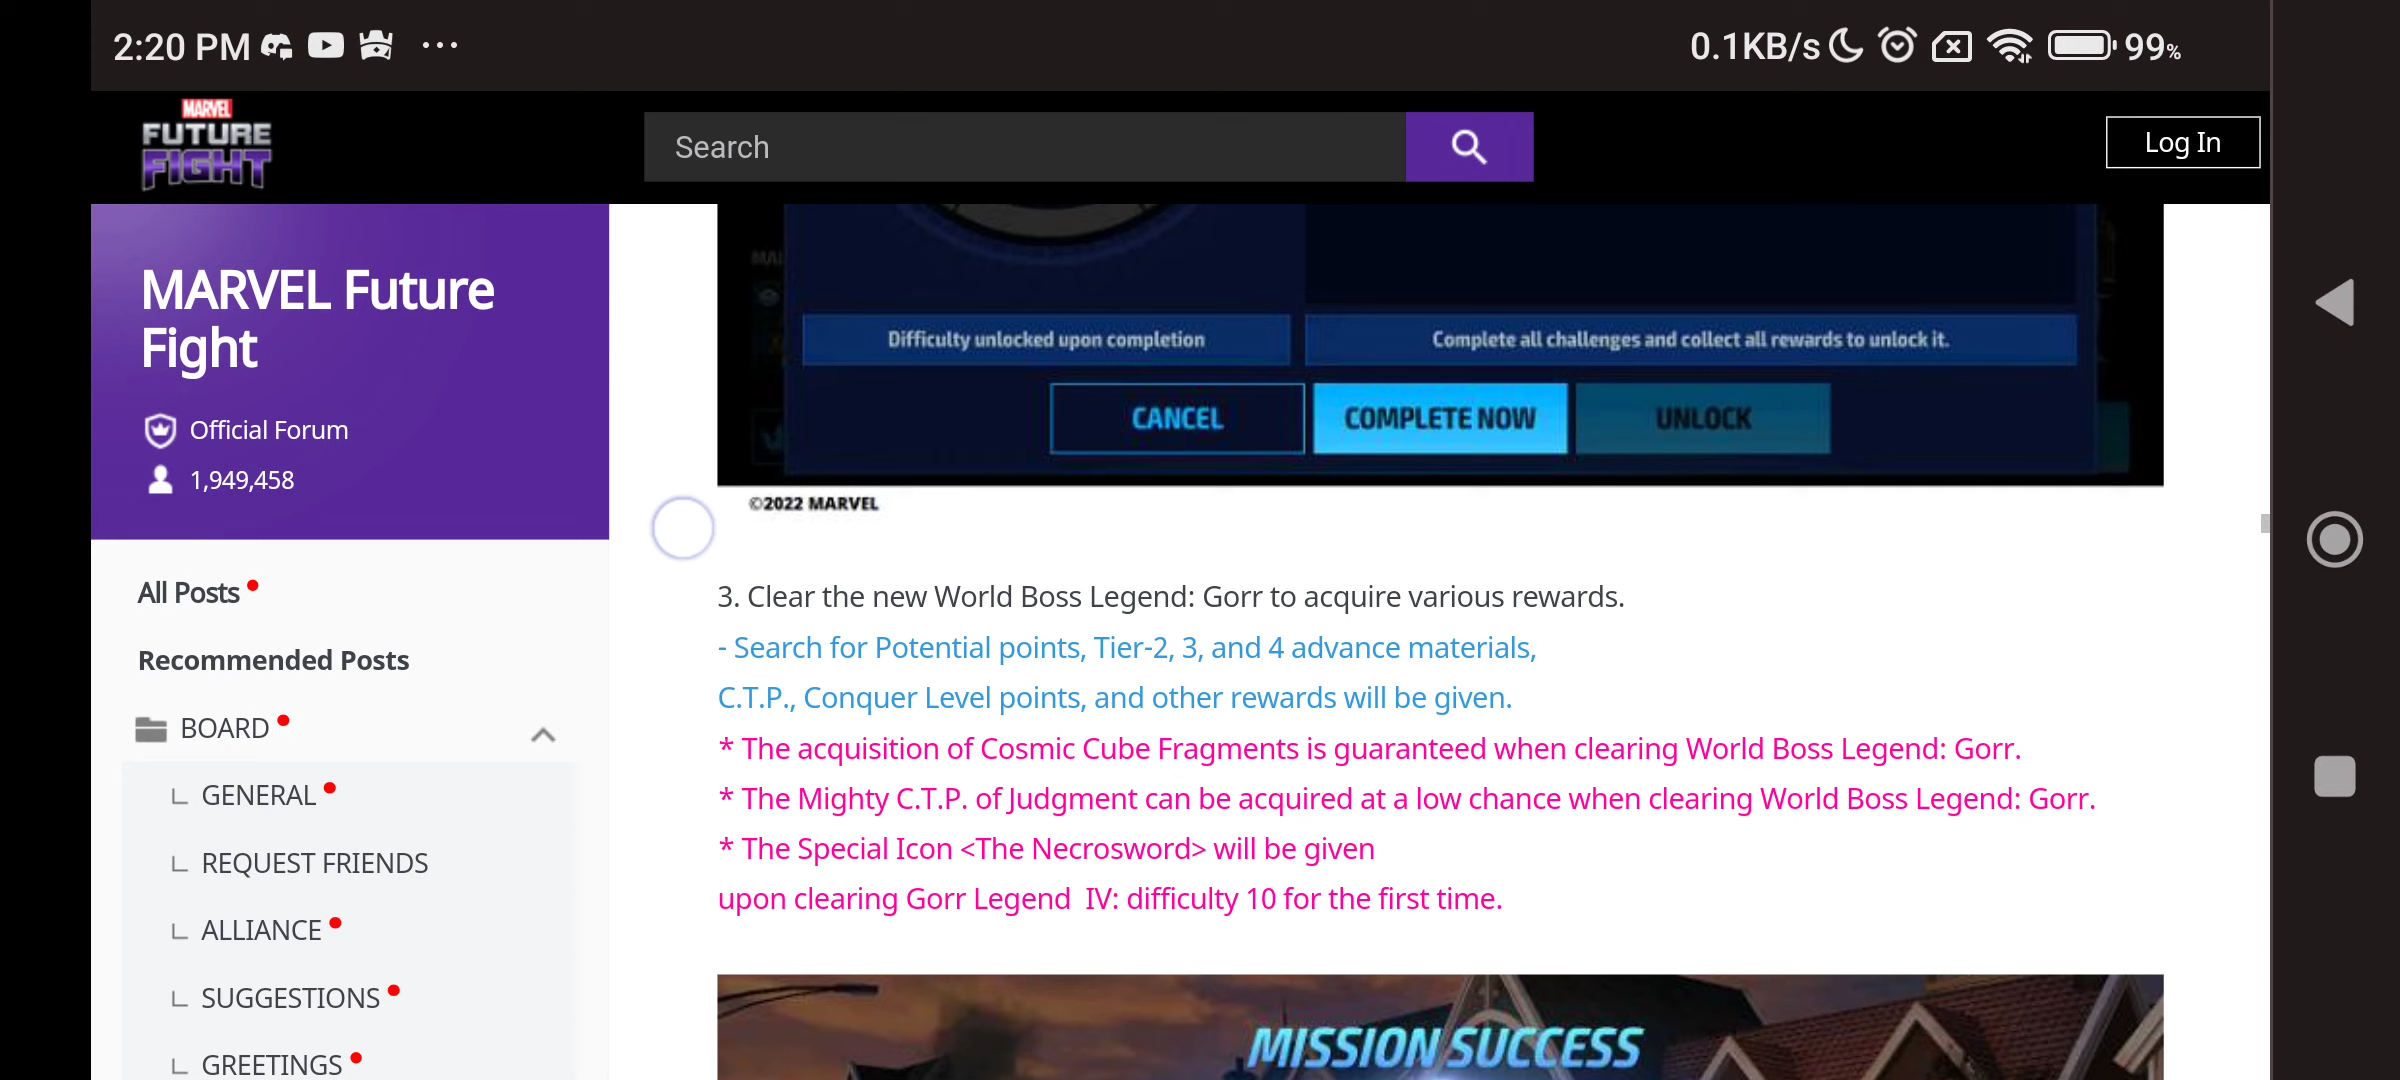 2:20 PM
0.1KB/s
99%
MARVEL
FUTURE
FIGHT
Search
Log In
MARVEL Future
Fight
Official Forum
1,949,458
All Posts
Recommended Posts
BOARD
GENERAL
REQUEST FRIENDS
ALLIANCE
SUGGESTIONS
GREETINGS
Difficulty unlocked upon completion
Complete all challenges and collect all rewards to unlock it.
CANCEL
COMPLETE NOW
UNLOCK
©2022 MARVEL
3. Clear the new World Boss Legend: Gorr to acquire various rewards.
- Search for Potential points, Tier-2, 3, and 4 advance materials,
C.T.P., Conquer Level points, and other rewards will be given.
* The acquisition of Cosmic Cube Fragments is guaranteed when clearing World Boss Legend: Gorr.
* The Mighty C.T.P. of Judgment can be acquired at a low chance when clearing World Boss Legend: Gorr.
* The Special Icon <The Necrosword> will be given
upon clearing Gorr Legend IV: difficulty 10 for the first time.
MISSION SUCCESS